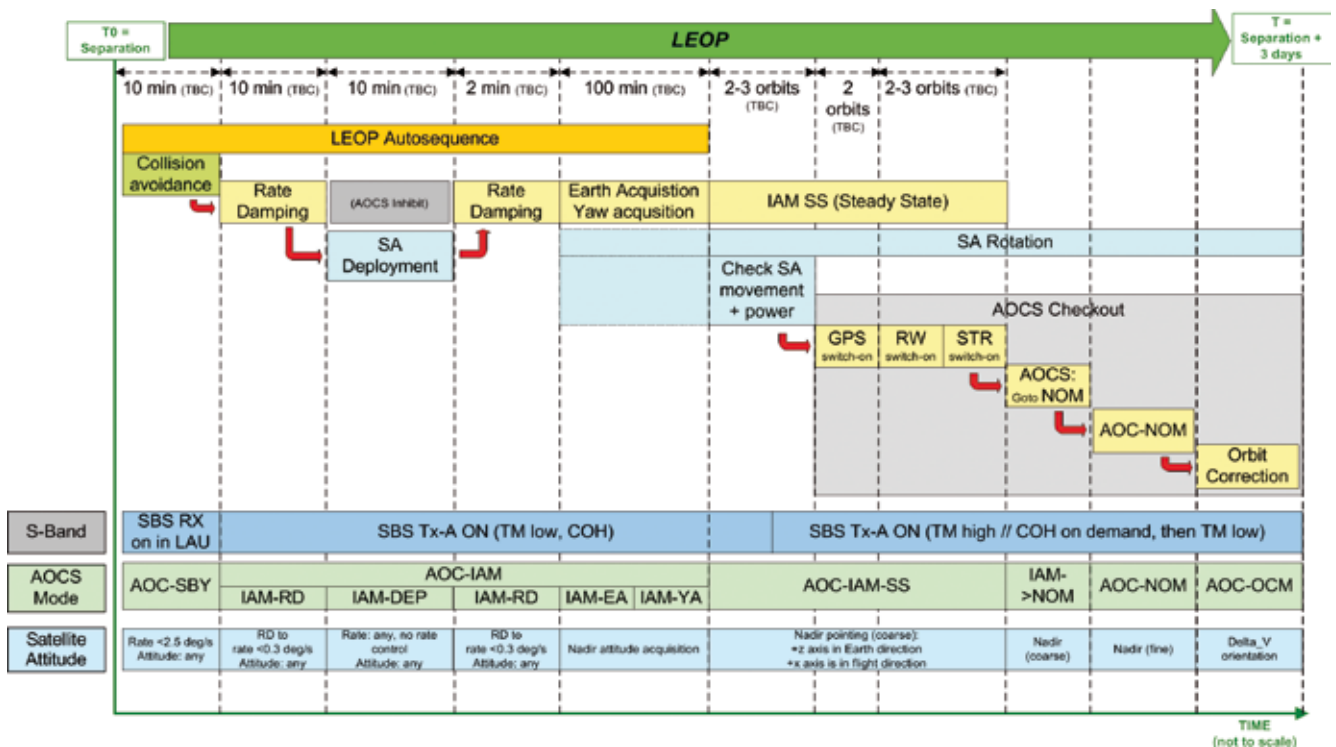 T0 =
Separation
LEOP
T =
Separation +
3 days
10 min (TBC)
10 min (TBC)
10 min (TBC)
2 min (TBC)
100 min (TBC)
2-3 orbits
(TBC)
2
orbits
(TBC)
2-3 orbits (TBC)
LEOP Autosequence
Collision
avoidance
Rate
Damping
(AOCS Inhibit)
Rate
Damping
Earth Acquistion
Yaw acqusition
IAM SS (Steady State)
SA
Deployment
SA Rotation
Check SA
movement
+ power
AOCS Checkout
GPS
switch-on
RW
switch-on
STR
switch-on
AOCS:
Goto NOM
AOC-NOM
Orbit
Correction
S-Band
SBS RX
on in LAU
SBS Tx-A ON (TM low, COH)
SBS Tx-A ON (TM high // COH on demand, then TM low)
AOCS
Mode
AOC-SBY
AOC-IAM
IAM-RD
IAM-DEP
IAM-RD
IAM-EA
IAM-YA
AOC-IAM-SS
IAM-
>NOM
AOC-NOM
AOC-OCM
Satellite
Attitude
Rate <2.5 deg/s
Attitude: any
RD to
rate <0.3 deg/s
Attitude: any
Rate: any, no rate
control
Attitude: any
RD to
rate <0.3 deg/s
Attitude: any
Nadir attitude acquisition
Nadir pointing (coarse):
+z axis in Earth direction
+x axis is in flight direction
Nadir
(coarse)
Nadir (fine)
Delta_V
orientation
TIME
(not to scale)